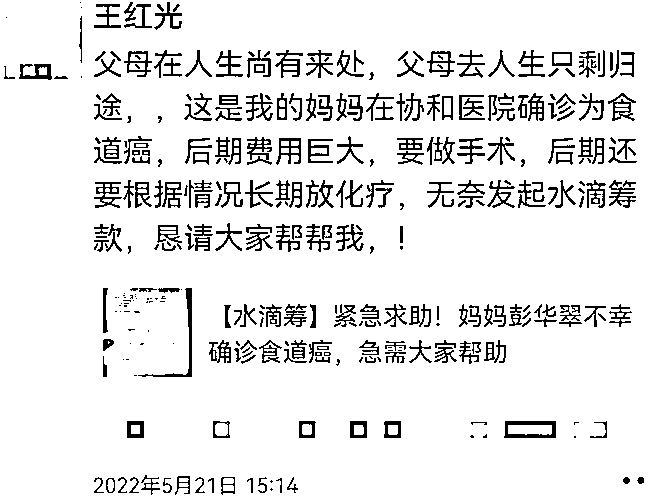 王红光
父母在人生尚有来处，父母去人生只剩归
途，，这是我的妈妈在协和医院确诊为食
道癌，后期费用巨大，要做手术，后期还
要根据情况长期放化疗，无奈发起水滴筹
款，恳请大家帮帮我，！
【水滴筹】紧急求助！妈妈彭华翠不幸
确诊食道癌，急需大家帮助
2022年5月21日 15:14